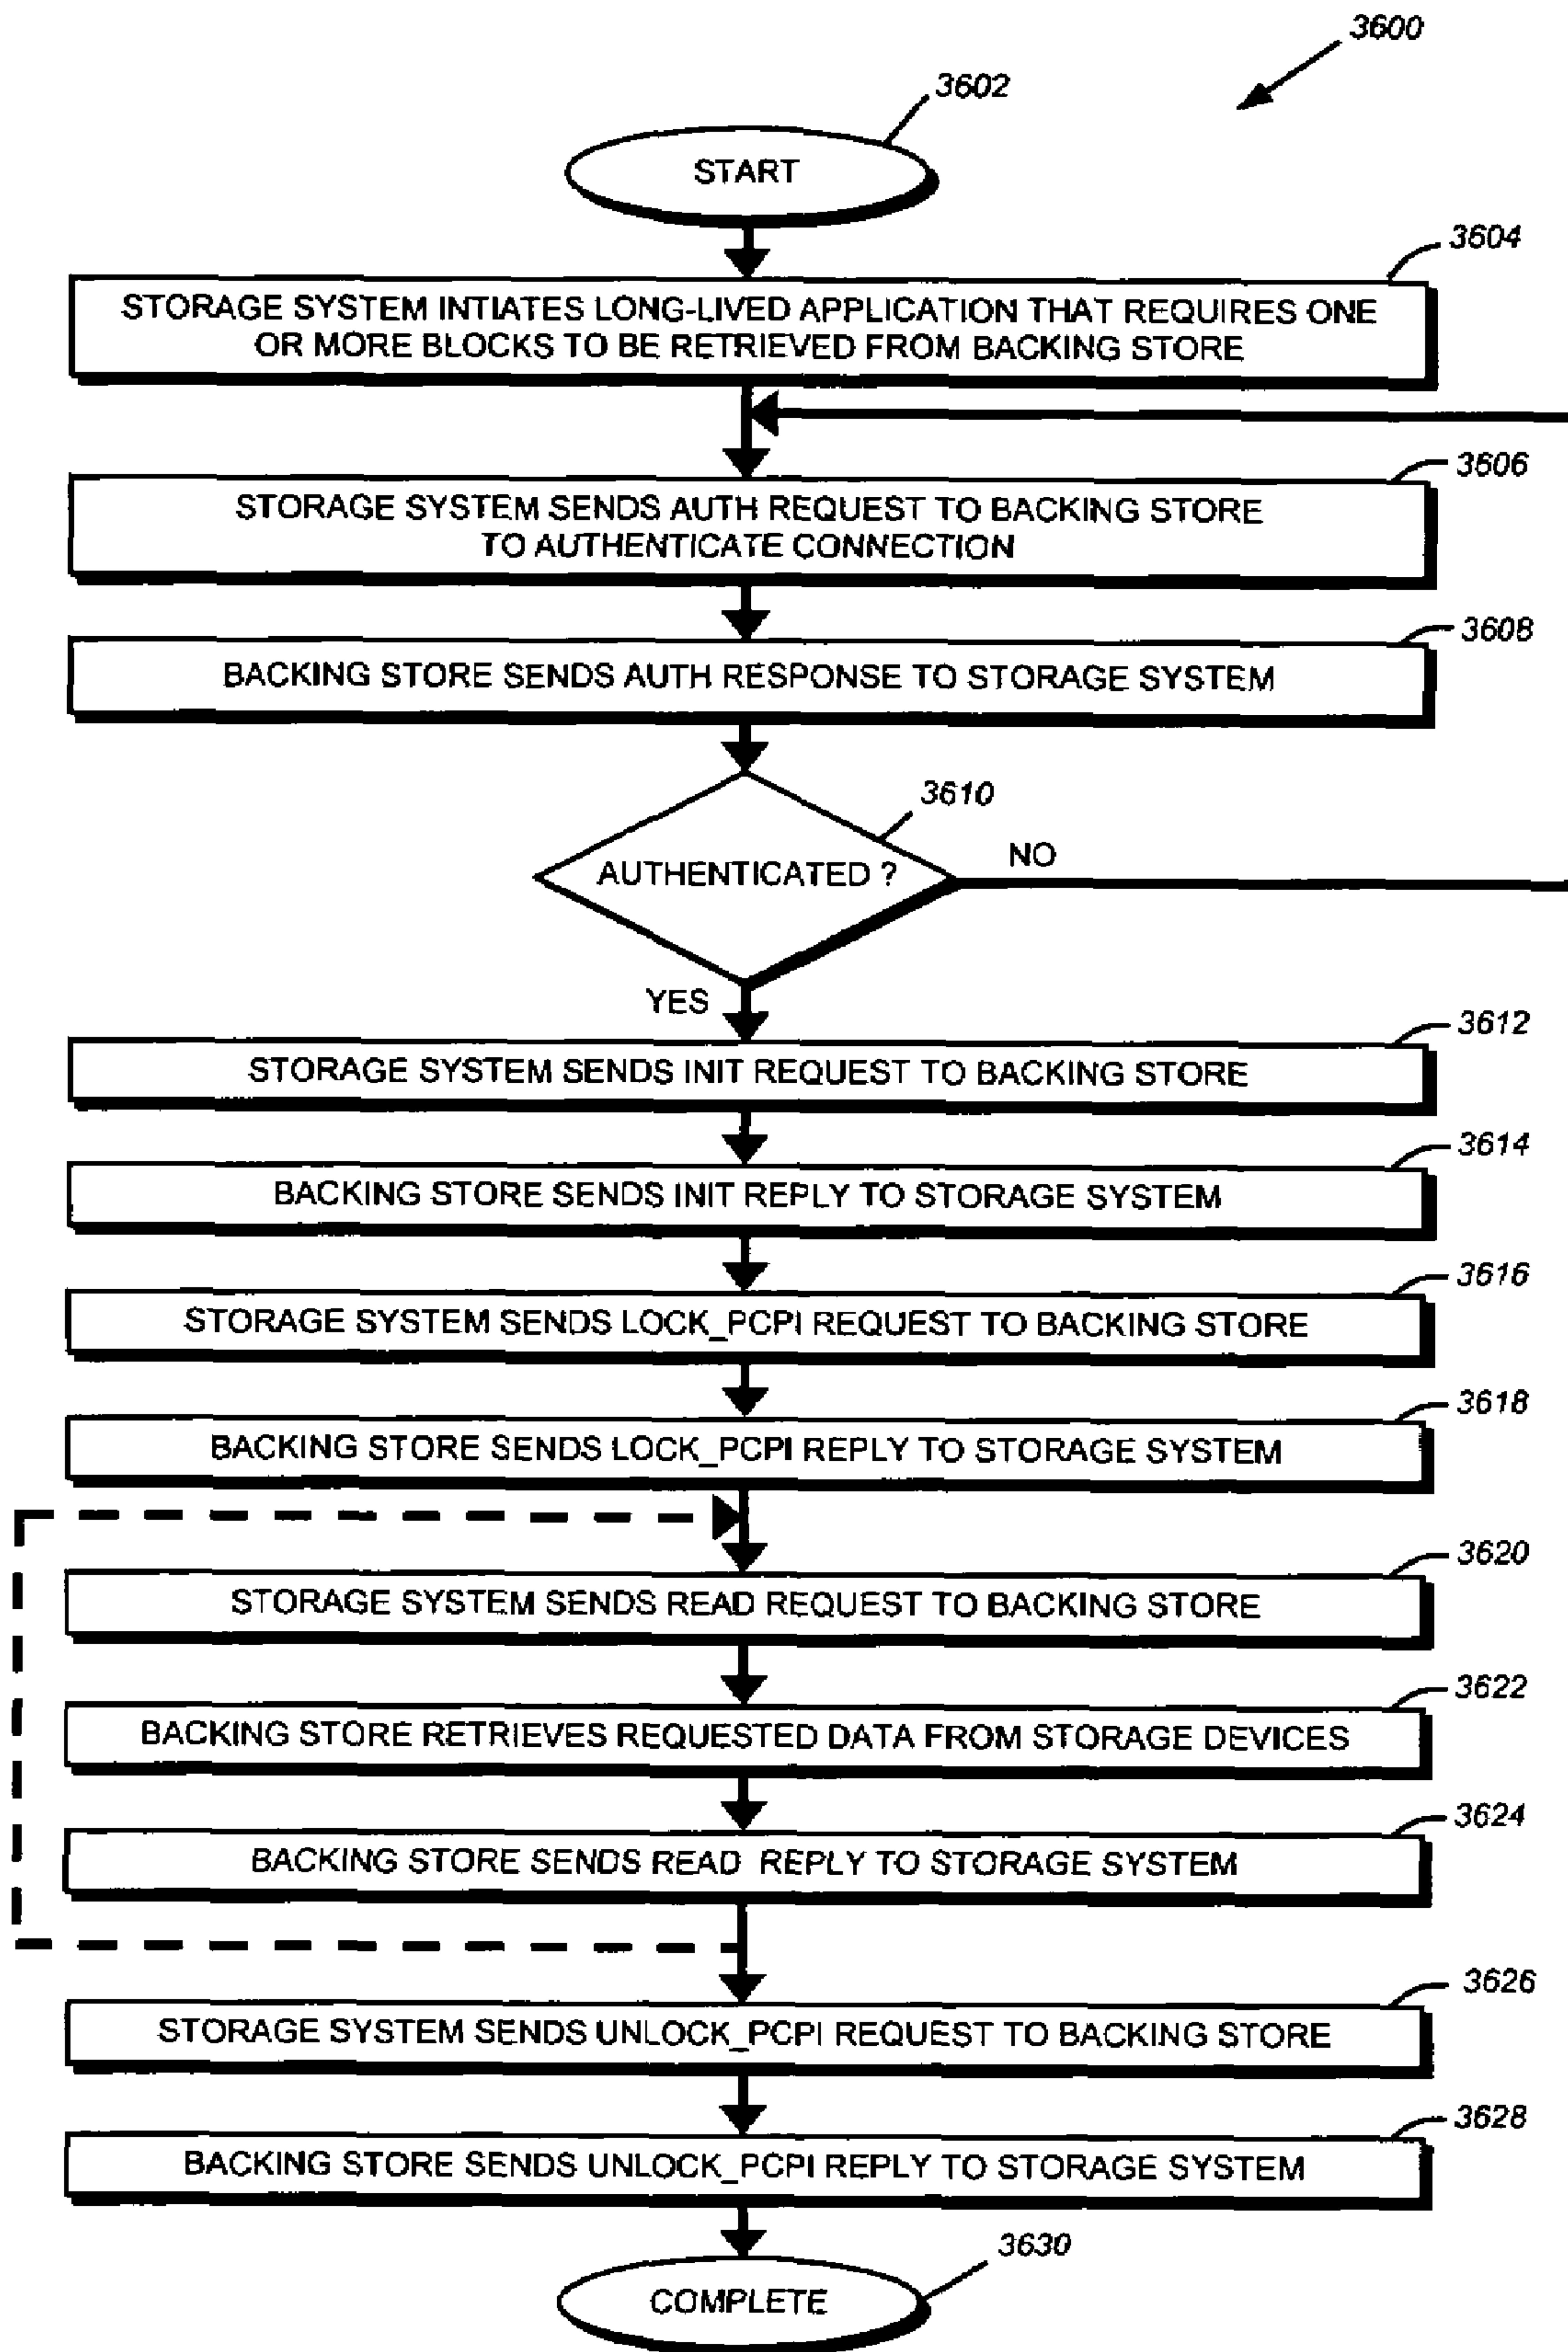 3600
3602
START
3604
STORAGE SYSTEM INTIATES LONG-LIVED APPLICATION THAT REQUIRES ONE
OR MORE BLOCKS TO BE RETRIEVED FROM BACKING STORE
3606
STORAGE SYSTEM SENDS AUTH REQUEST TO BACKING STORE
TO AUTHENTICATE CONNECTION
3608
BACKING STORE SENDS AUTH RESPONSE TO STORAGE SYSTEM
3610
AUTHENTICATED ?
NO
YES
3612
STORAGE SYSTEM SENDS INIT REQUEST TO BACKING STORE
3614
BACKING STORE SENDS INIT REPLY TO STORAGE SYSTEM
3616
STORAGE SYSTEM SENDS LOCK_PCPI REQUEST TO BACKING STORE
3618
BACKING STORE SENDS LOCK_PCPI REPLY TO STORAGE SYSTEM
3620
STORAGE SYSTEM SENDS READ REQUEST TO BACKING STORE
3622
BACKING STORE RETRIEVES REQUESTED DATA FROM STORAGE DEVICES
3624
BACKING STORE SENDS READ REPLY TO STORAGE SYSTEM
3626
STORAGE SYSTEM SENDS UNLOCK_PCPI REQUEST TO BACKING STORE
3628
BACKING STORE SENDS UNLOCK_PCPI REPLY TO STORAGE SYSTEM
3630
COMPLETE